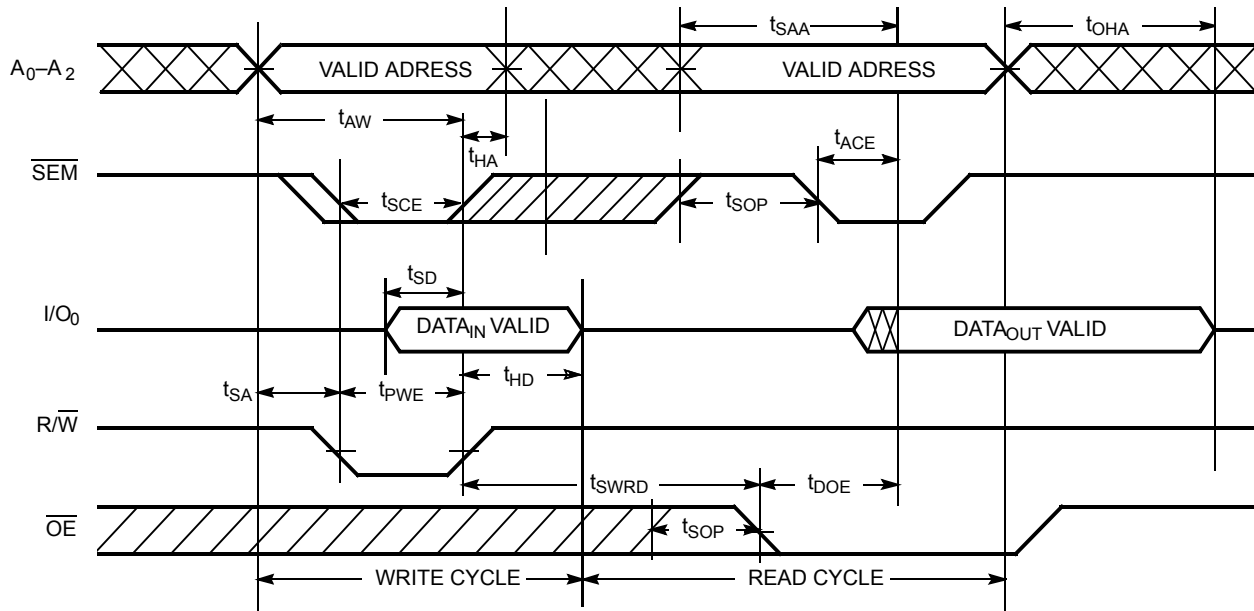 tSAA
tOHA
A0–A2
VALID ADRESS
VALID ADRESS
tAW
tHA
tACE
SEM
tSCE
tSOP
tSD
I/O0
DATAIN VALID
DATAOUT VALID
tSA
tPWE
tHD
R/W
tSWRD
tDOE
OE
tSOP
WRITE CYCLE
READ CYCLE